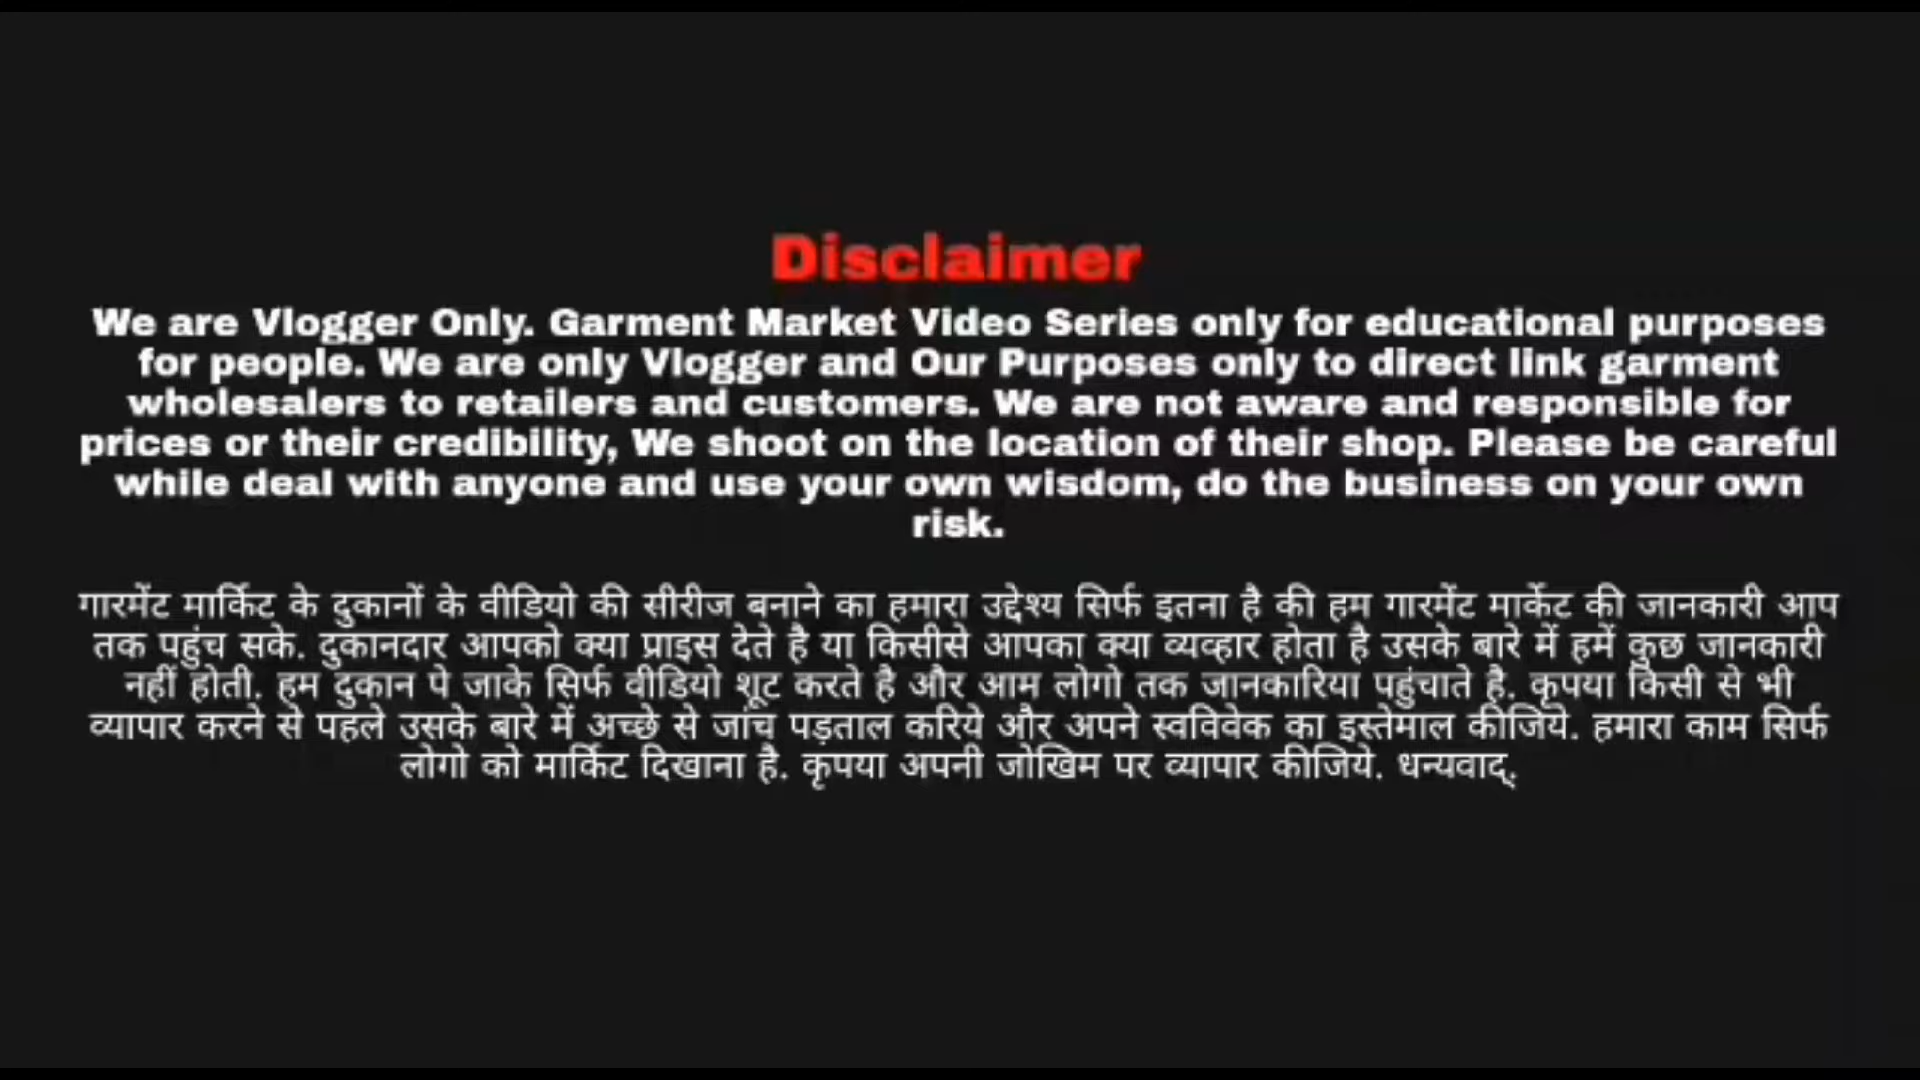 Disclaimer
We are Vlogger Only. Garment Market Video Series only for educational purposes
for people. We are only Vlogger and Our Purposes only to direct link garment
wholesalers to retailers and customers. We are not aware and responsible for
prices or their credibility, We shoot on the location of their shop. Please be careful
while deal with anyone and use your own wisdom, do the business on your own
risk.
गारमेंट मार्किट के दुकानों के वीडियो की सीरीज बनाने का हमारा उद्देश्य सिर्फ इतना है की हम गारमेंट मार्केट की जानकारी आप
तक पहुंच सके. दुकानदार आपको क्या प्राइस देते है या किसीसे आपका क्या व्यव्हार होता है उसके बारे में हमें कुछ जानकारी
नहीं होती. हम दुकान पे जाके सिर्फ वीडियो शूट करते है और आम लोगो तक जानकारिया पहुंचाते है. कृपया किसी से भी
व्यापार करने से पहले उसके बारे में अच्छे से जांच पड़ताल करिये और अपने स्वविवेक का इस्तेमाल कीजिये. हमारा काम सिर्फ
लोगो को मार्किट दिखाना है. कृपया अपनी जोखिम पर व्यापार कीजिये. धन्यवाद्.